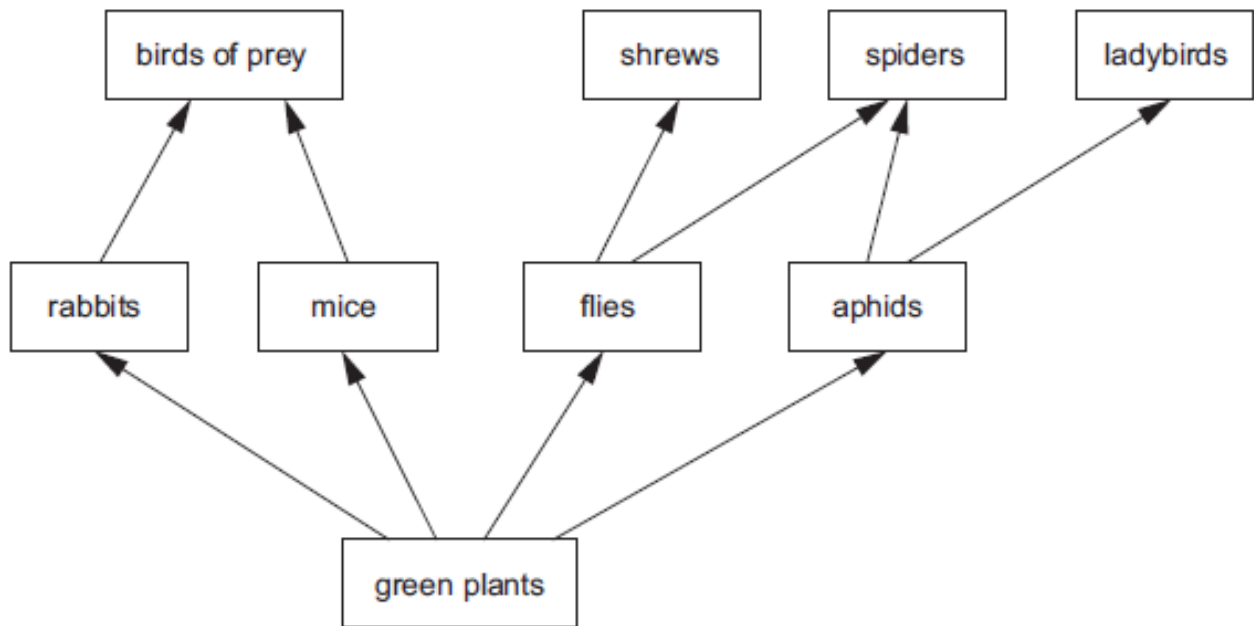 birds of prey
shrews
spiders
ladybirds
rabbits
mice
flies
aphids
green plants